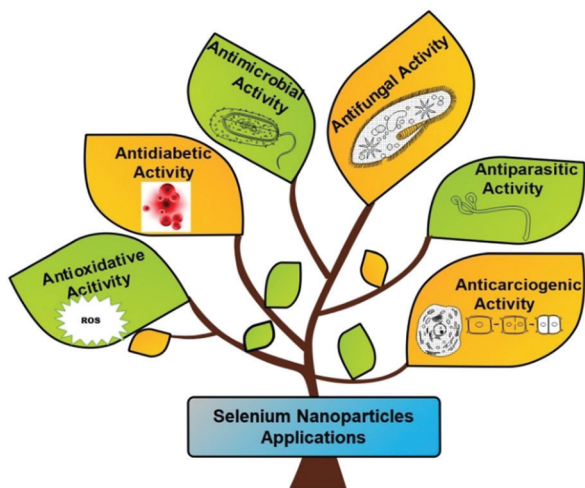 Antimicrobial
Activity
Antifungal Activity
Antidiabetic
Activity
Antiparasitic
Activity
Antioxidative
Acitivity
ROS
Anticarciogenic
Activity
Selenium Nanoparticles
Applications